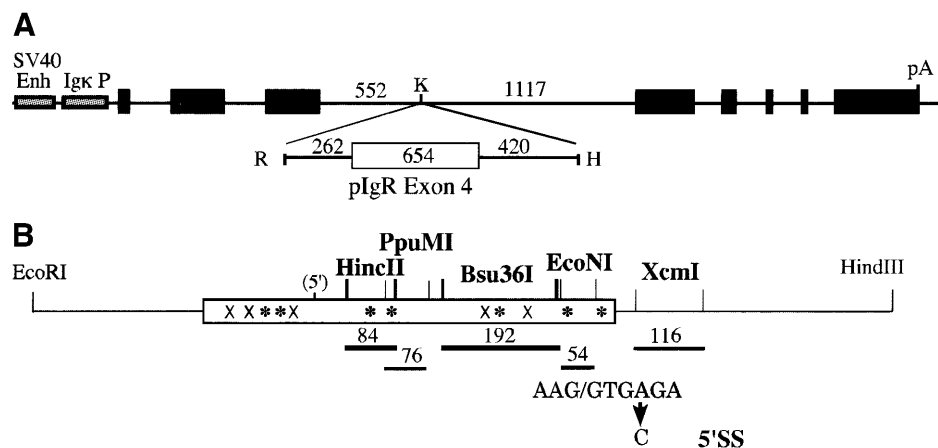 A
SV40
Enh Igκ P
552 K 1117 pA
R 262 654 420 H
pIgR Exon 4
B
EcoRI (5') HincII PpuMI Bsu36I EcoNI XcmI HindIII
X X * * X * * X * X * *
84 76 192 54 116
AAG/GTGAGA
C 5'SS